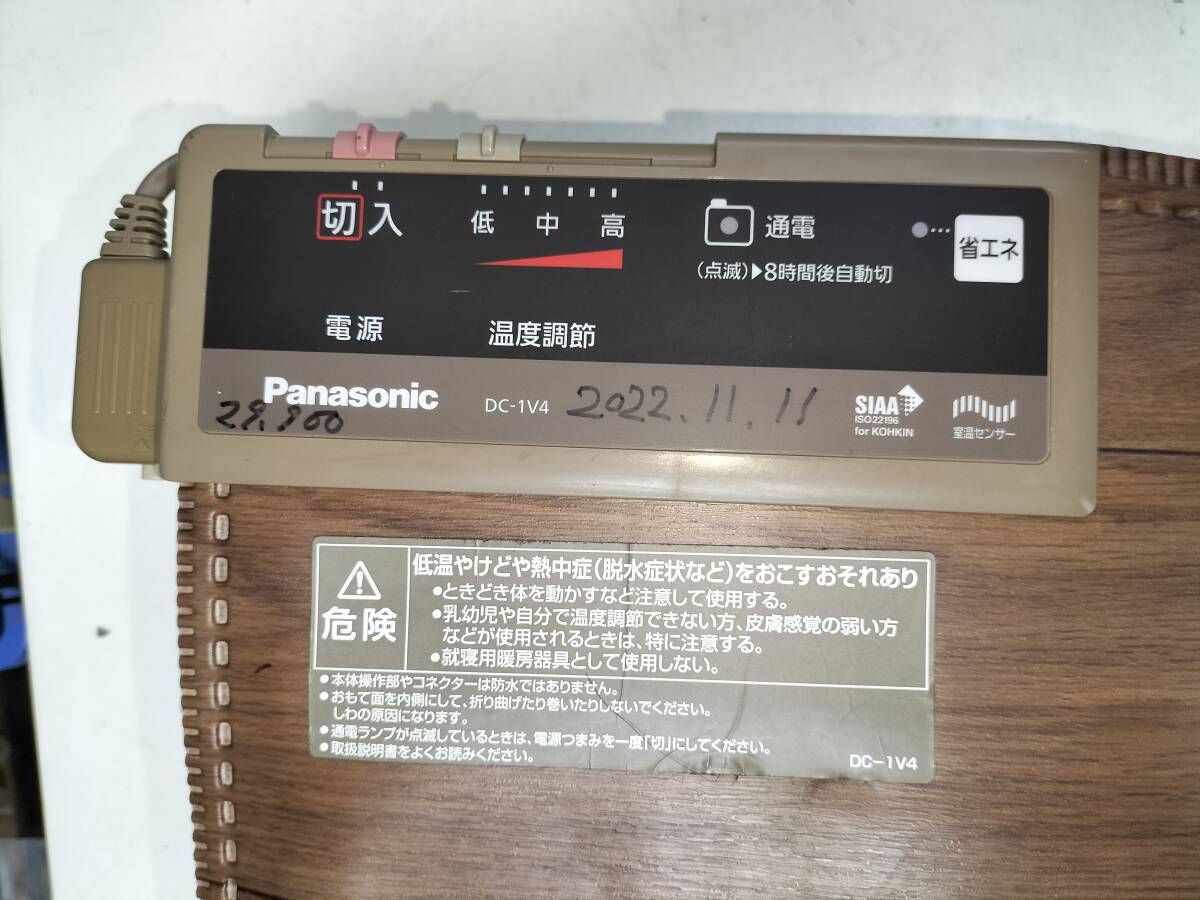 切 入
低 中 高
通電
(点滅)▶8時間後自動切
省エネ
電源
温度調節
Panasonic
DC-1V4
2022.11.11
29,900
SIAA
ISO22196
for KOHKIN
室温センサー
危険
低温やけどや熱中症(脱水症状など)をおこすおそれあり
●ときどき体を動かすなど注意して使用する。
●乳幼児や自分で温度調節できない方、皮膚感覚の弱い方
などが使用されるときは、特に注意する。
●就寝用暖房器具として使用しない。
●本体操作部やコネクターは防水ではありません。
●おもて面を内側にして、折り曲げたり巻いたりしないでください。
しわの原因になります。
●通電ランプが点滅しているときは、電源つまみを一度「切」にしてください。
●取扱説明書をよくお読みください。
DC-1V4